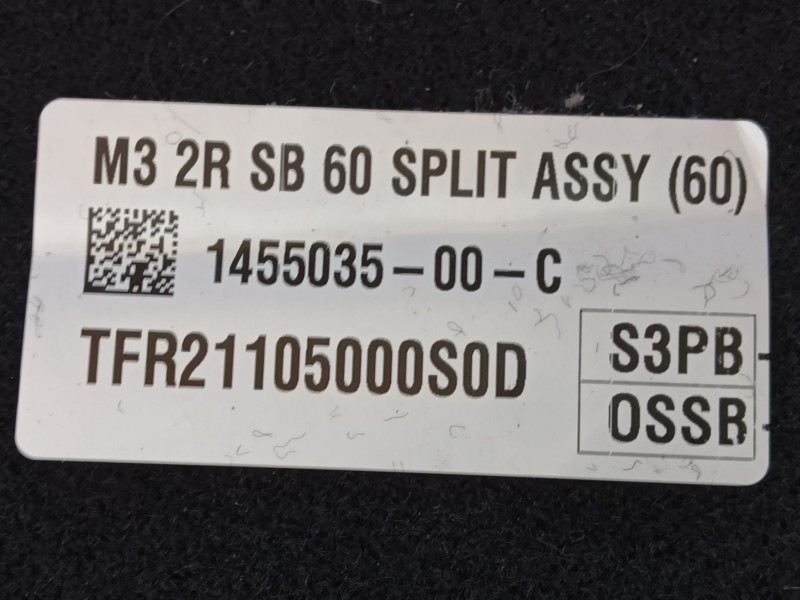 M3 2R SB 60 SPLIT ASSY (60)
1455035-00-C
TFR21105000S0D
S3PB-
OSSB-